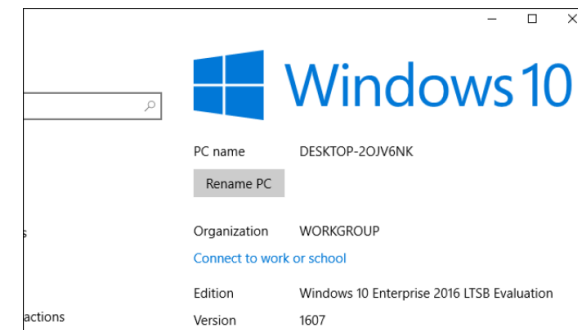 Windows 10
PC name DESKTOP-2OJV6NK
Rename PC
Organization WORKGROUP
Connect to work or school
Edition Windows 10 Enterprise 2016 LTSB Evaluation
actions
Version 1607